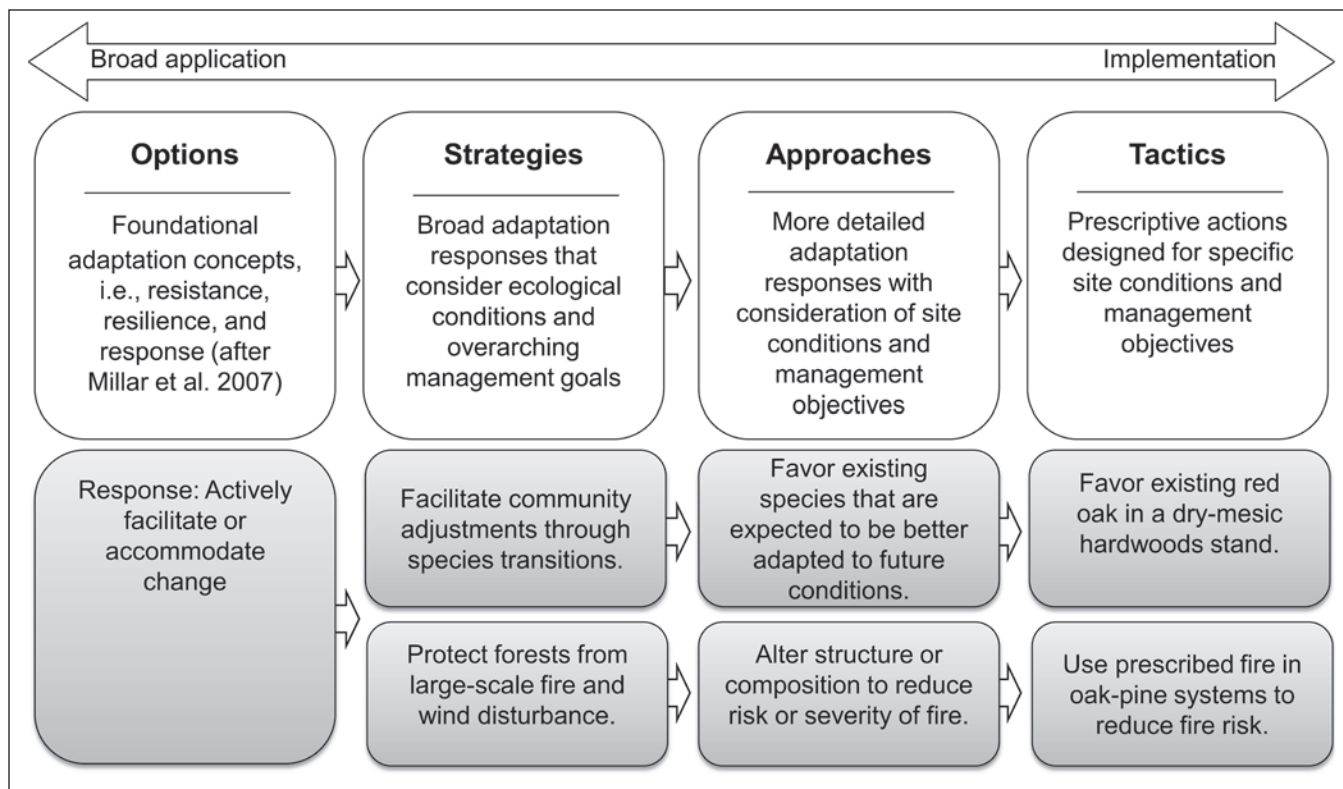 Broad application
Implementation
Options
Foundational
adaptation concepts,
i.e., resistance,
resilience, and
response (after
Millar et al. 2007)
Strategies
Broad adaptation
responses that
consider ecological
conditions and
overarching
management goals
Approaches
More detailed
adaptation
responses with
consideration of site
conditions and
management
objectives
Tactics
Prescriptive actions
designed for specific
site conditions and
management
objectives
Response: Actively
facilitate or
accommodate
change
Facilitate community
adjustments through
species transitions.
Favor existing
species that are
expected to be better
adapted to future
conditions.
Favor existing red
oak in a dry-mesic
hardwoods stand.
Protect forests from
large-scale fire and
wind disturbance.
Alter structure or
composition to reduce
risk or severity of fire.
Use prescribed fire in
oak-pine systems to
reduce fire risk.